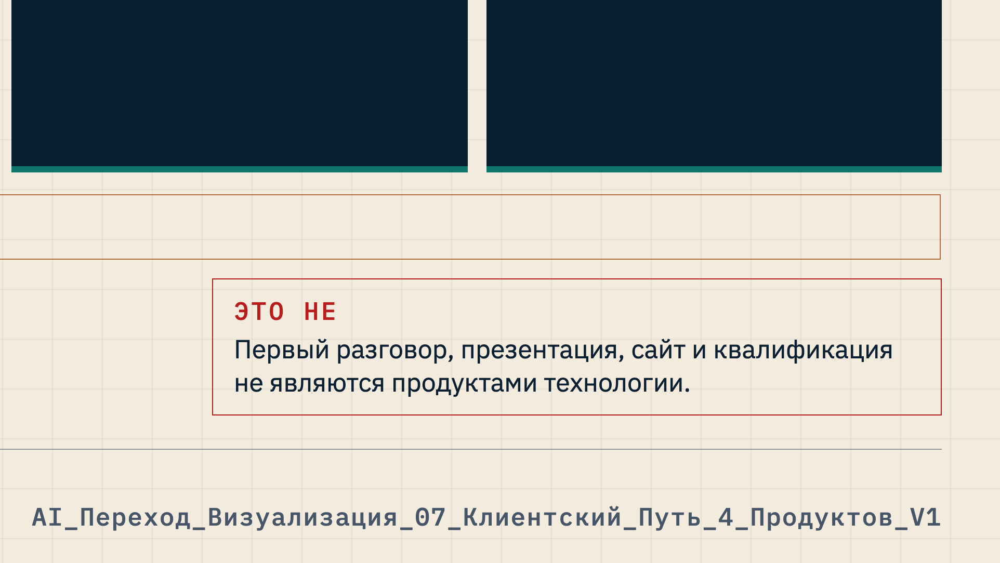 ЭТО НЕ
Первый разговор, презентация, сайт и квалификация
не являются продуктами технологии.
AI_Переход_Визуализация_07_Клиентский_Путь_4_Продуктов_V1